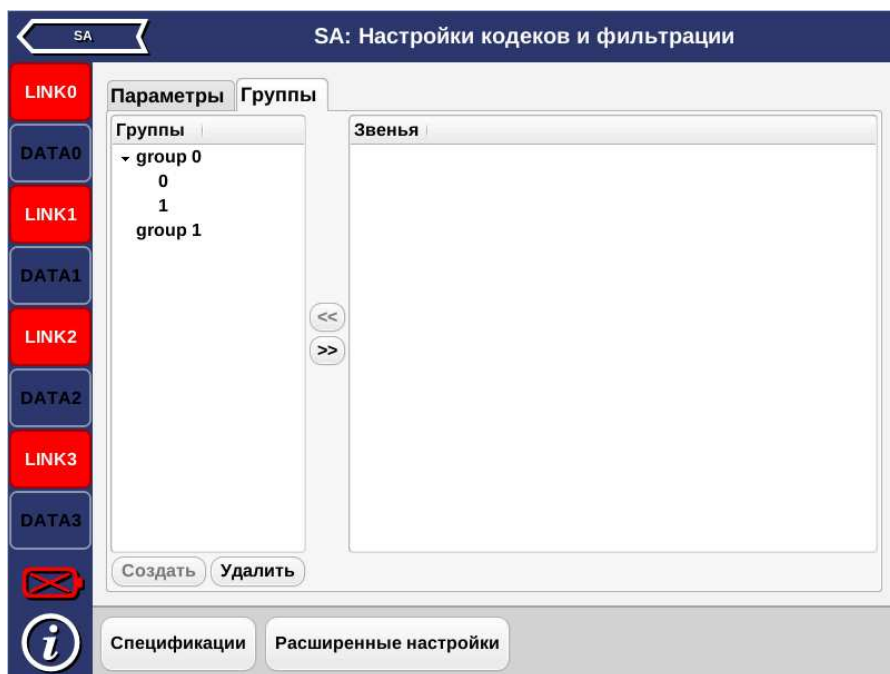 SA
SA: Настройки кодеков и фильтрации
LINK0
DATA0
LINK1
DATA1
LINK2
DATA2
LINK3
DATA3
Параметры Группы
Группы
group 0
0
1
group 1
<<
>>
Звенья
Создать Удалить
i
Спецификации Расширенные настройки